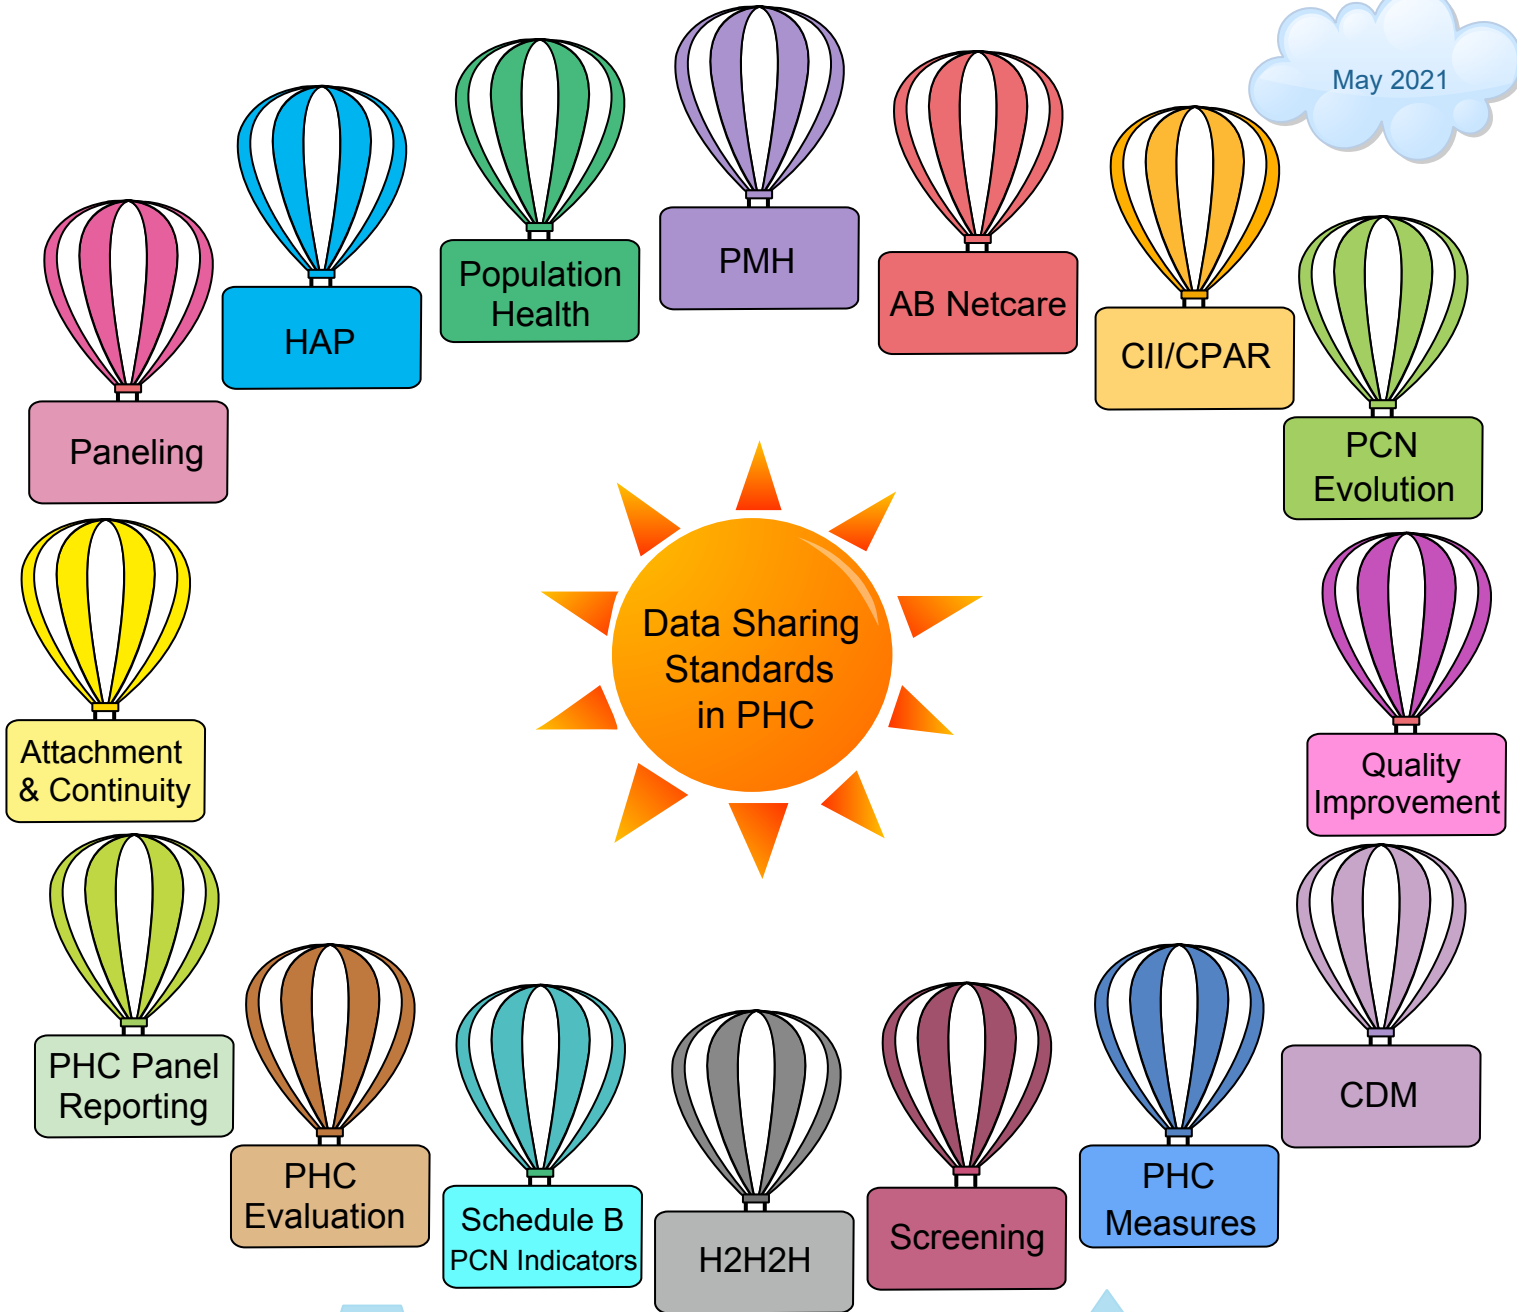 May 2021
PMH
Population
Health
AB Netcare
HAP
CII/CPAR
Paneling
PCN
Evolution
Data Sharing
Standards
in PHC
Attachment
& Continuity
Quality
Improvement
PHC Panel
Reporting
CDM
PHC
Evaluation
Schedule B
PCN Indicators
H2H2H
Screening
PHC
Measures